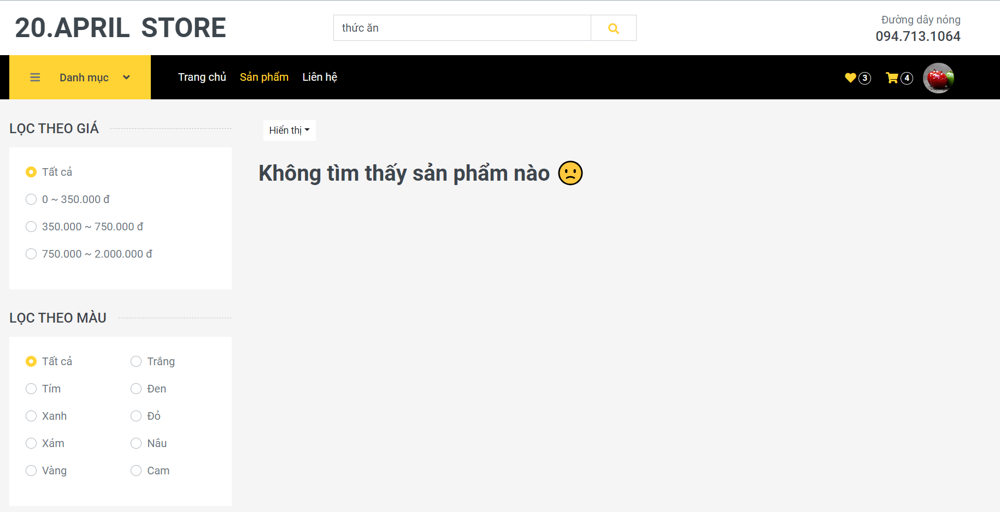 20.APRIL STORE
thức ăn
Đường dây nóng
094.713.1064
Danh mục
Trang chủ
Sản phẩm
Liên hệ
3
4
LỌC THEO GIÁ
Tất cả
0 ~ 350.000 đ
350.000 ~ 750.000 đ
750.000 ~ 2.000.000 đ
Hiển thị
Không tìm thấy sản phẩm nào
LỌC THEO MÀU
Tất cả
Trắng
Tím
Đen
Xanh
Đỏ
Xám
Nâu
Vàng
Cam